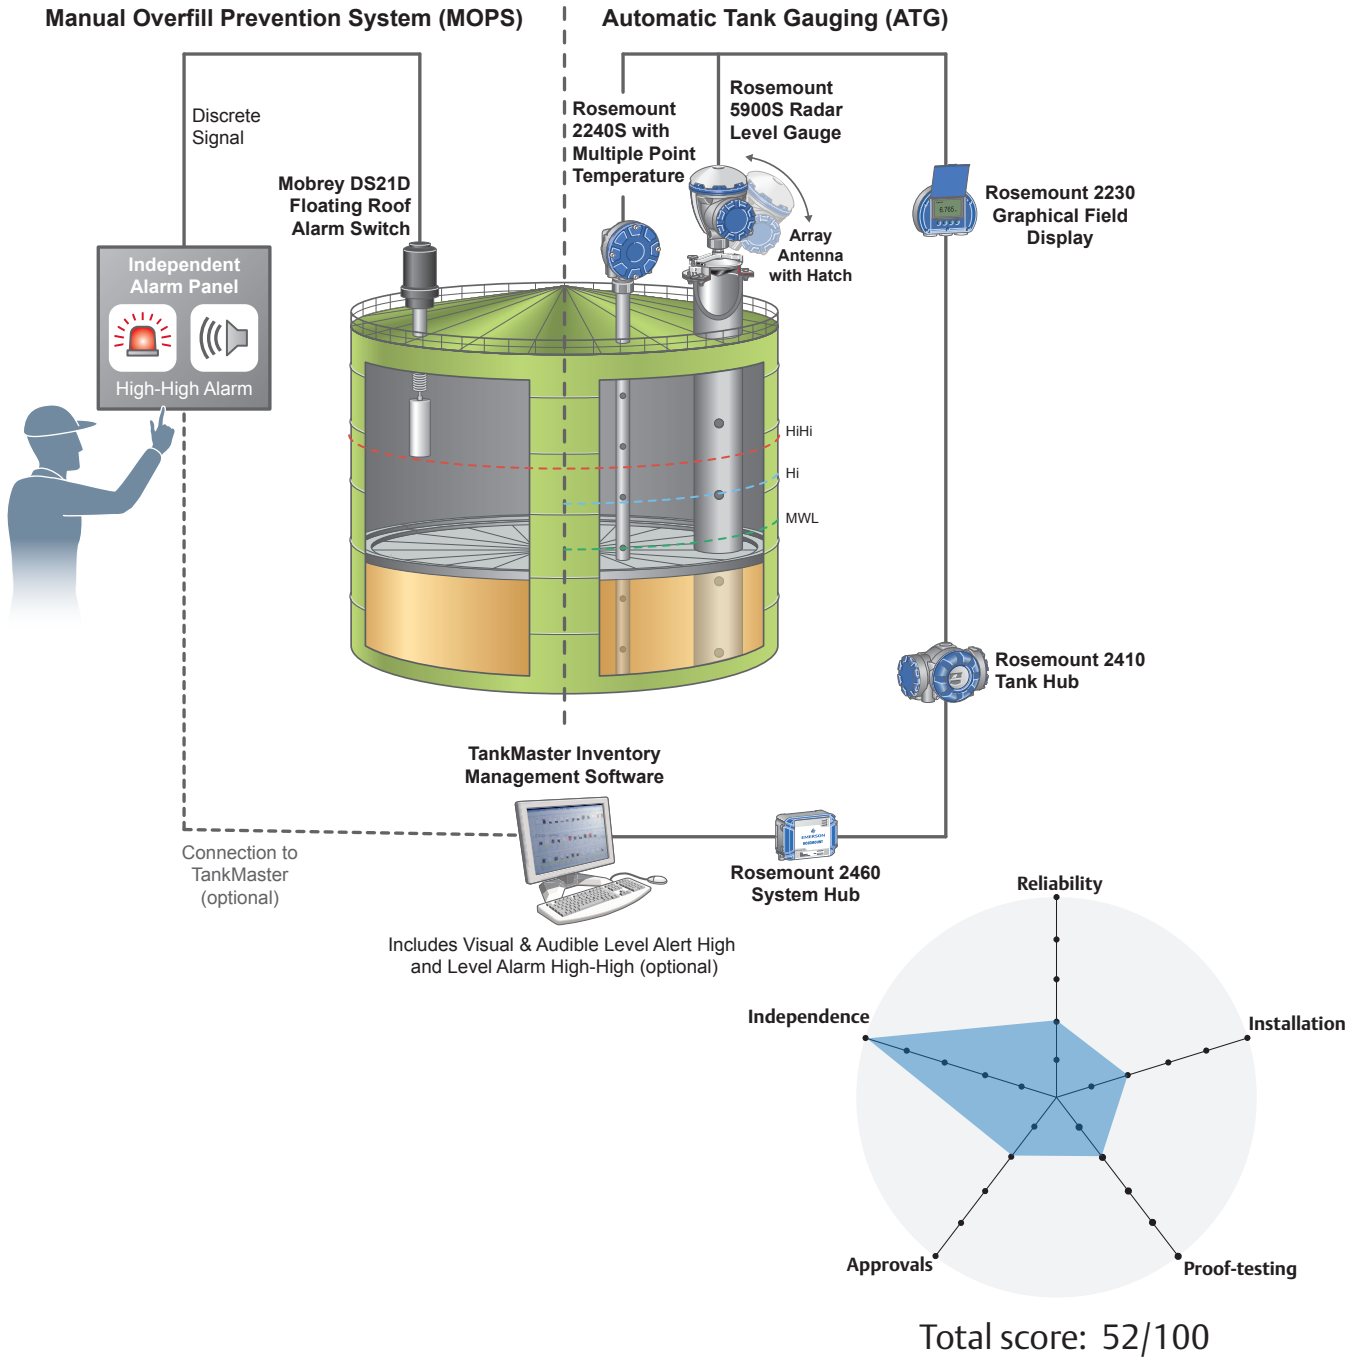 Manual Overfill Prevention System (MOPS)
Automatic Tank Gauging (ATG)
Discrete
Signal
Mobrey DS21D
Floating Roof
Alarm Switch
Independent
Alarm Panel
High-High Alarm
Rosemount
2240S with
Multiple Point
Temperature
Rosemount
5900S Radar
Level Gauge
Array
Antenna
with Hatch
Rosemount 2230
Graphical Field
Display
HiHi
Hi
MWL
Rosemount 2410
Tank Hub
TankMaster Inventory
Management Software
Connection to
TankMaster
(optional)
EMERSON
ROSEMOUNT
Rosemount 2460
System Hub
Includes Visual & Audible Level Alert High
and Level Alarm High-High (optional)
Reliability
Independence
Installation
Approvals
Proof-testing
Total score: 52/100